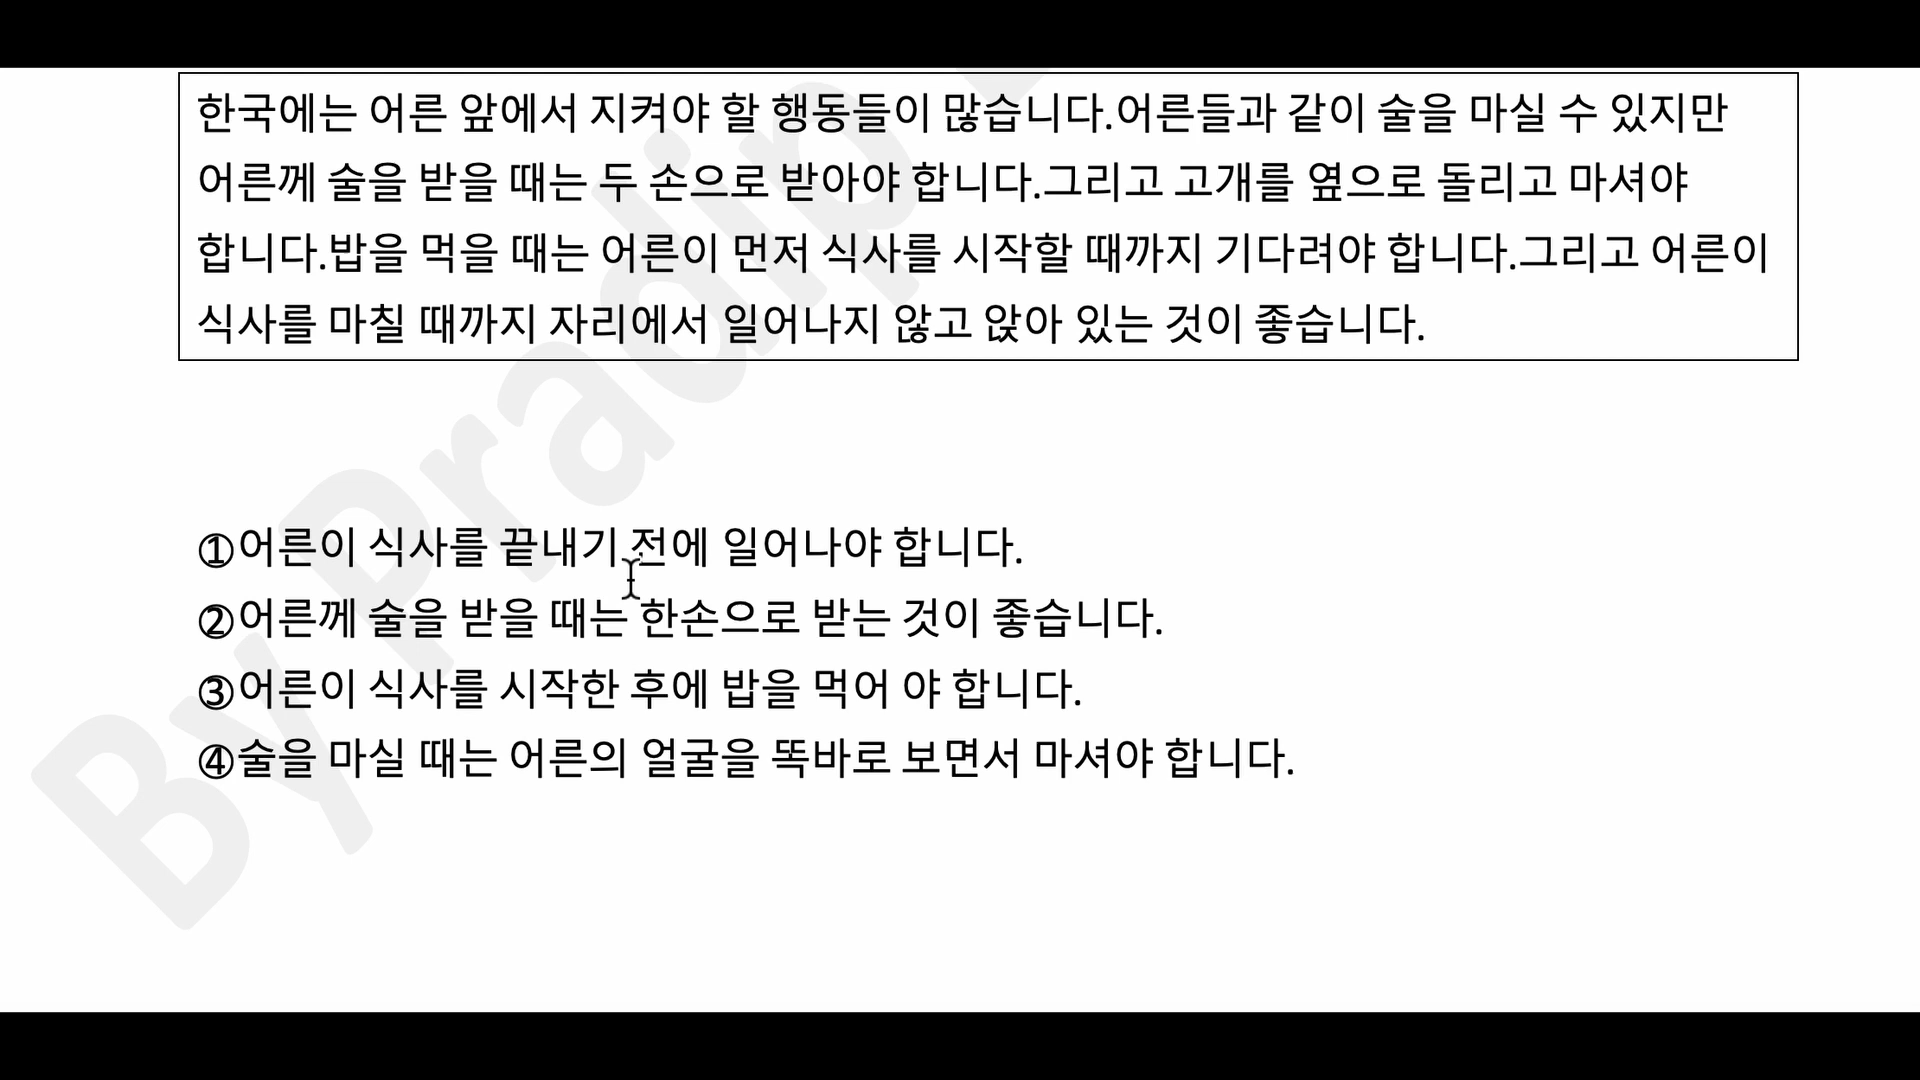 한국에는 어른 앞에서 지켜야 할 행동들이 많습니다.어른들과 같이 술을 마실 수 있지만
어른께 술을 받을 때는 두 손으로 받아야 합니다.그리고 고개를 옆으로 돌리고 마셔야
합니다.밥을 먹을 때는 어른이 먼저 식사를 시작할 때까지 기다려야 합니다.그리고 어른이
식사를 마칠 때까지 자리에서 일어나지 않고 앉아 있는 것이 좋습니다.
①어른이 식사를 끝내기 전에 일어나야 합니다.
②어른께 술을 받을 때는 한손으로 받는 것이 좋습니다.
③어른이 식사를 시작한 후에 밥을 먹어 야 합니다.
④술을 마실 때는 어른의 얼굴을 똑바로 보면서 마셔야 합니다.
By Pradip